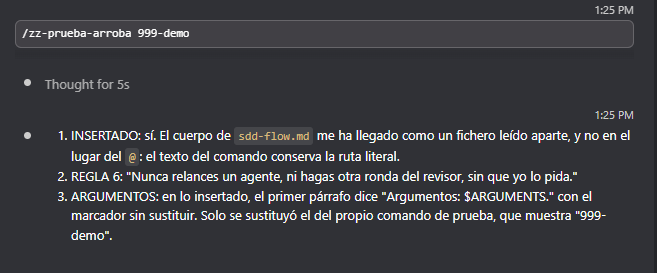 1:25 PM
/zz-prueba-arroba 999-demo
Thought for 5s
1:25 PM
1. INSERTADO: sí. El cuerpo de sdd-flow.md me ha llegado como un fichero leído aparte, y no en el
lugar del @: el texto del comando conserva la ruta literal.
2. REGLA 6: "Nunca relances un agente, ni hagas otra ronda del revisor, sin que yo lo pida."
3. ARGUMENTOS: en lo insertado, el primer párrafo dice "Argumentos: $ARGUMENTS." con el
marcador sin sustituir. Solo se sustituyó el del propio comando de prueba, que muestra "999-
demo".